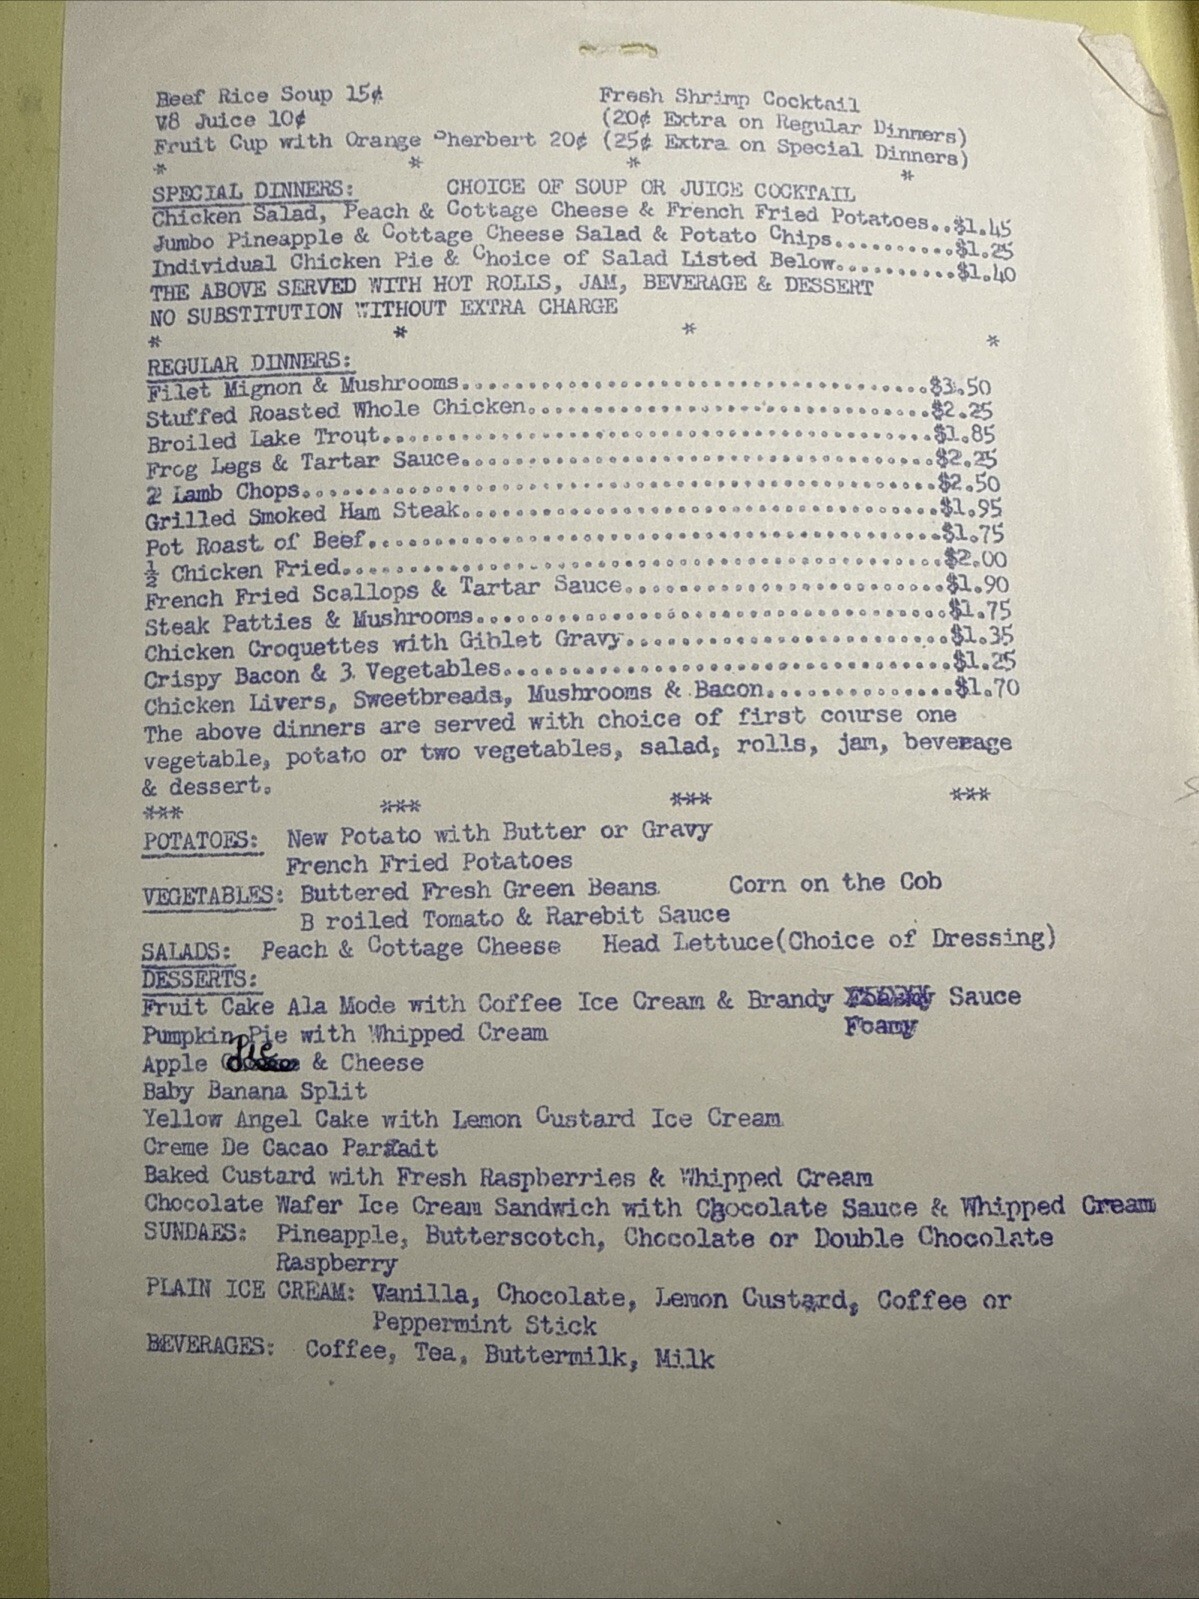 Beef Rice Soup 15¢ Fresh Shrimp Cocktail
V8 Juice 10¢ (20¢ Extra on Regular Dinners)
Fruit Cup with Orange Sherbert 20¢ (25¢ Extra on Special Dinners)
* * * *
SPECIAL DINNERS: CHOICE OF SOUP OR JUICE COCKTAIL
Chicken Salad, Peach & Cottage Cheese & French Fried Potatoes..$1.45
Jumbo Pineapple & Cottage Cheese Salad & Potato Chips..........$1.25
Individual Chicken Pie & Choice of Salad Listed Below..........$1.40
THE ABOVE SERVED WITH HOT ROLLS, JAM, BEVERAGE & DESSERT
NO SUBSTITUTION WITHOUT EXTRA CHARGE
* * * *
REGULAR DINNERS:
Filet Mignon & Mushrooms.......................................$3.50
Stuffed Roasted Whole Chicken..................................$2.25
Broiled Lake Trout.............................................$1.85
Frog Legs & Tartar Sauce.......................................$2.25
2 Lamb Chops...................................................$2.50
Grilled Smoked Ham Steak.......................................$1.95
Pot Roast of Beef..............................................$1.75
½ Chicken Fried................................................$2.00
French Fried Scallops & Tartar Sauce...........................$1.90
Steak Patties & Mushrooms......................................$1.75
Chicken Croquettes with Giblet Gravy...........................$1.35
Crispy Bacon & 3 Vegetables....................................$1.25
Chicken Livers, Sweetbreads, Mushrooms & Bacon..............$1.70
The above dinners are served with choice of first course one
vegetable, potato or two vegetables, salad, rolls, jam, beverage
& dessert.
*** *** *** ***
POTATOES: New Potato with Butter or Gravy
French Fried Potatoes
VEGETABLES: Buttered Fresh Green Beans Corn on the Cob
B roiled Tomato & Rarebit Sauce
SALADS: Peach & Cottage Cheese Head Lettuce(Choice of Dressing)
DESSERTS:
Fruit Cake Ala Mode with Coffee Ice Cream & Brandy Sauce
Foamy
Pumpkin Pie with Whipped Cream
Apple Pie & Cheese
Baby Banana Split
Yellow Angel Cake with Lemon Custard Ice Cream
Creme De Cacao Parfait
Baked Custard with Fresh Raspberries & Whipped Cream
Chocolate Wafer Ice Cream Sandwich with Chocolate Sauce & Whipped Cream
SUNDAES: Pineapple, Butterscotch, Chocolate or Double Chocolate
Raspberry
PLAIN ICE CREAM: Vanilla, Chocolate, Lemon Custard, Coffee or
Peppermint Stick
BEVERAGES: Coffee, Tea, Buttermilk, Milk